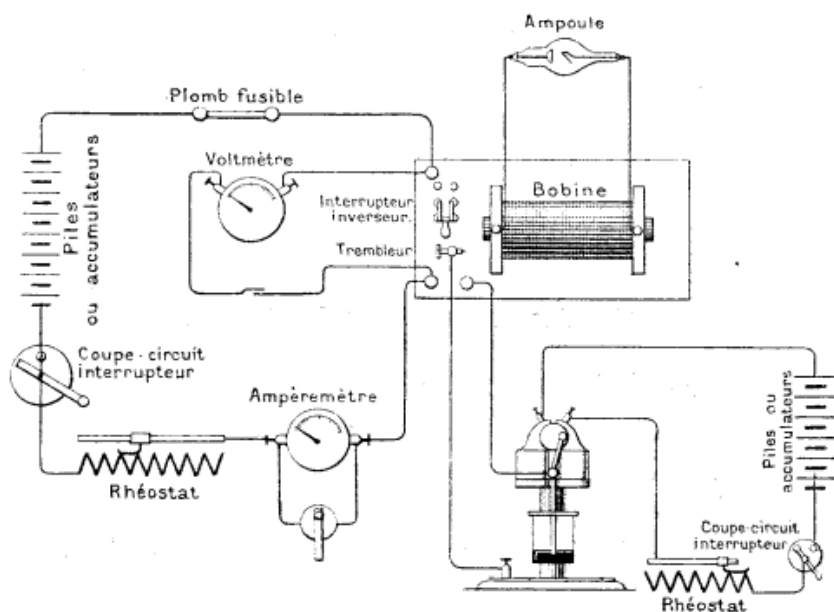 Ampoule
Plomb fusible
Voltmètre
Bobine
Interrupteur
inverseur.
Trembleur
Piles
ou accumulateurs
Coupe-circuit
interrupteur
Ampèremètre
Rhéostat
Piles ou
accumulateurs
Coupe-circuit
interrupteur
Rhéostat